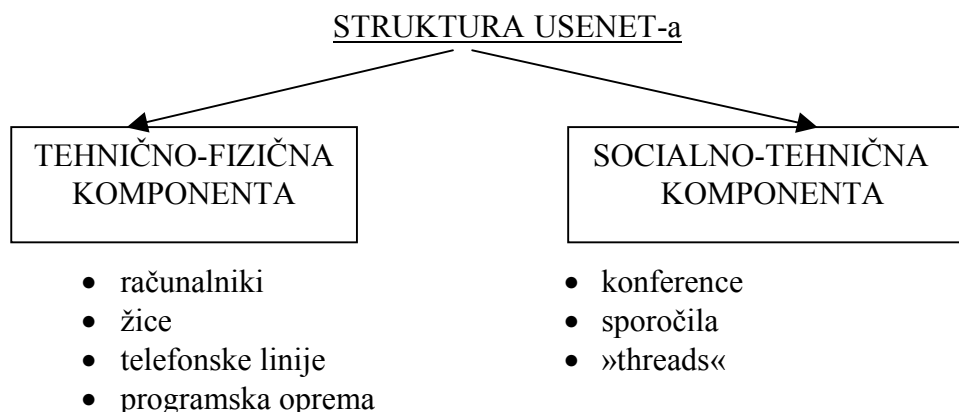 STRUKTURA USENET-a
TEHNIČNO-FIZIČNA
KOMPONENTA
• računalniki
• žice
• telefonske linije
• programska oprema
SOCIALNO-TEHNIČNA
KOMPONENTA
• konference
• sporočila
• »threads«